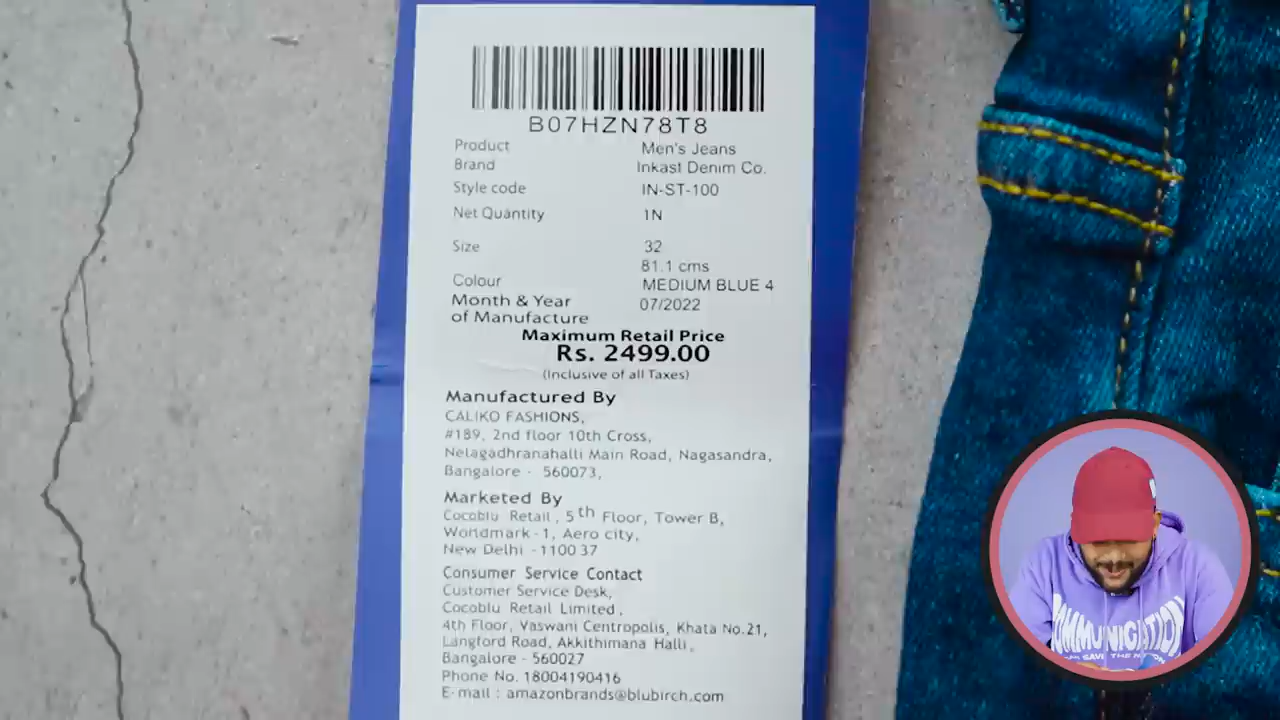 B07HZN78T8
Product Men's Jeans
Brand Inkast Denim Co.
Style code IN-ST-100
Net Quantity 1N
Size 32
81.1 cms
Colour MEDIUM BLUE 4
Month & Year 07/2022
of Manufacture
Maximum Retail Price
Rs. 2499.00
(Inclusive of all Taxes)
Manufactured By
CALIKO FASHIONS,
#189, 2nd floor 10th Cross,
Nelagadhranahalli Main Road, Nagasandra,
Bangalore - 560073,
Marketed By
Cocoblu Retail, 5th Floor, Tower B,
Worldmark-1, Aero city,
New Delhi -110037
Consumer Service Contact
Customer Service Desk,
Cocoblu Retail Limited,
4th Floor, Vaswani Centropolis, Khata No.21,
Langford Road, Akkithimana Halli,
Bangalore - 560027
Phone No. 18004190416
E-mail : amazonbrands@blubirch.com
COMMUNICATION
SAVE THE